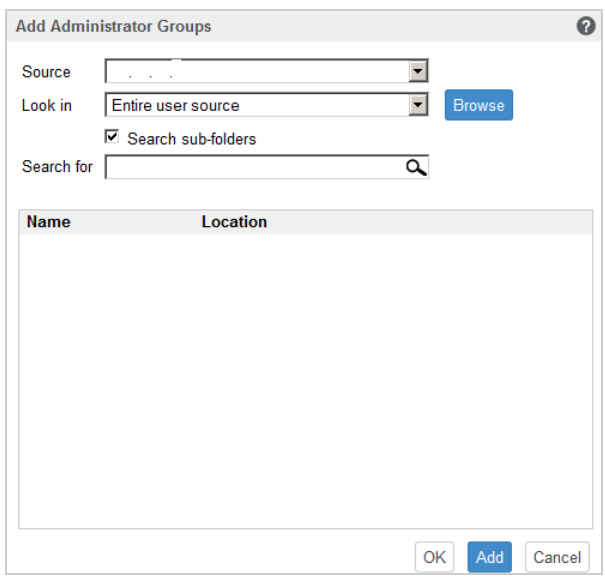 Add Administrator Groups ?
Source . . .
Look in Entire user source Browse
Search sub-folders
Search for
Name Location
OK Add Cancel